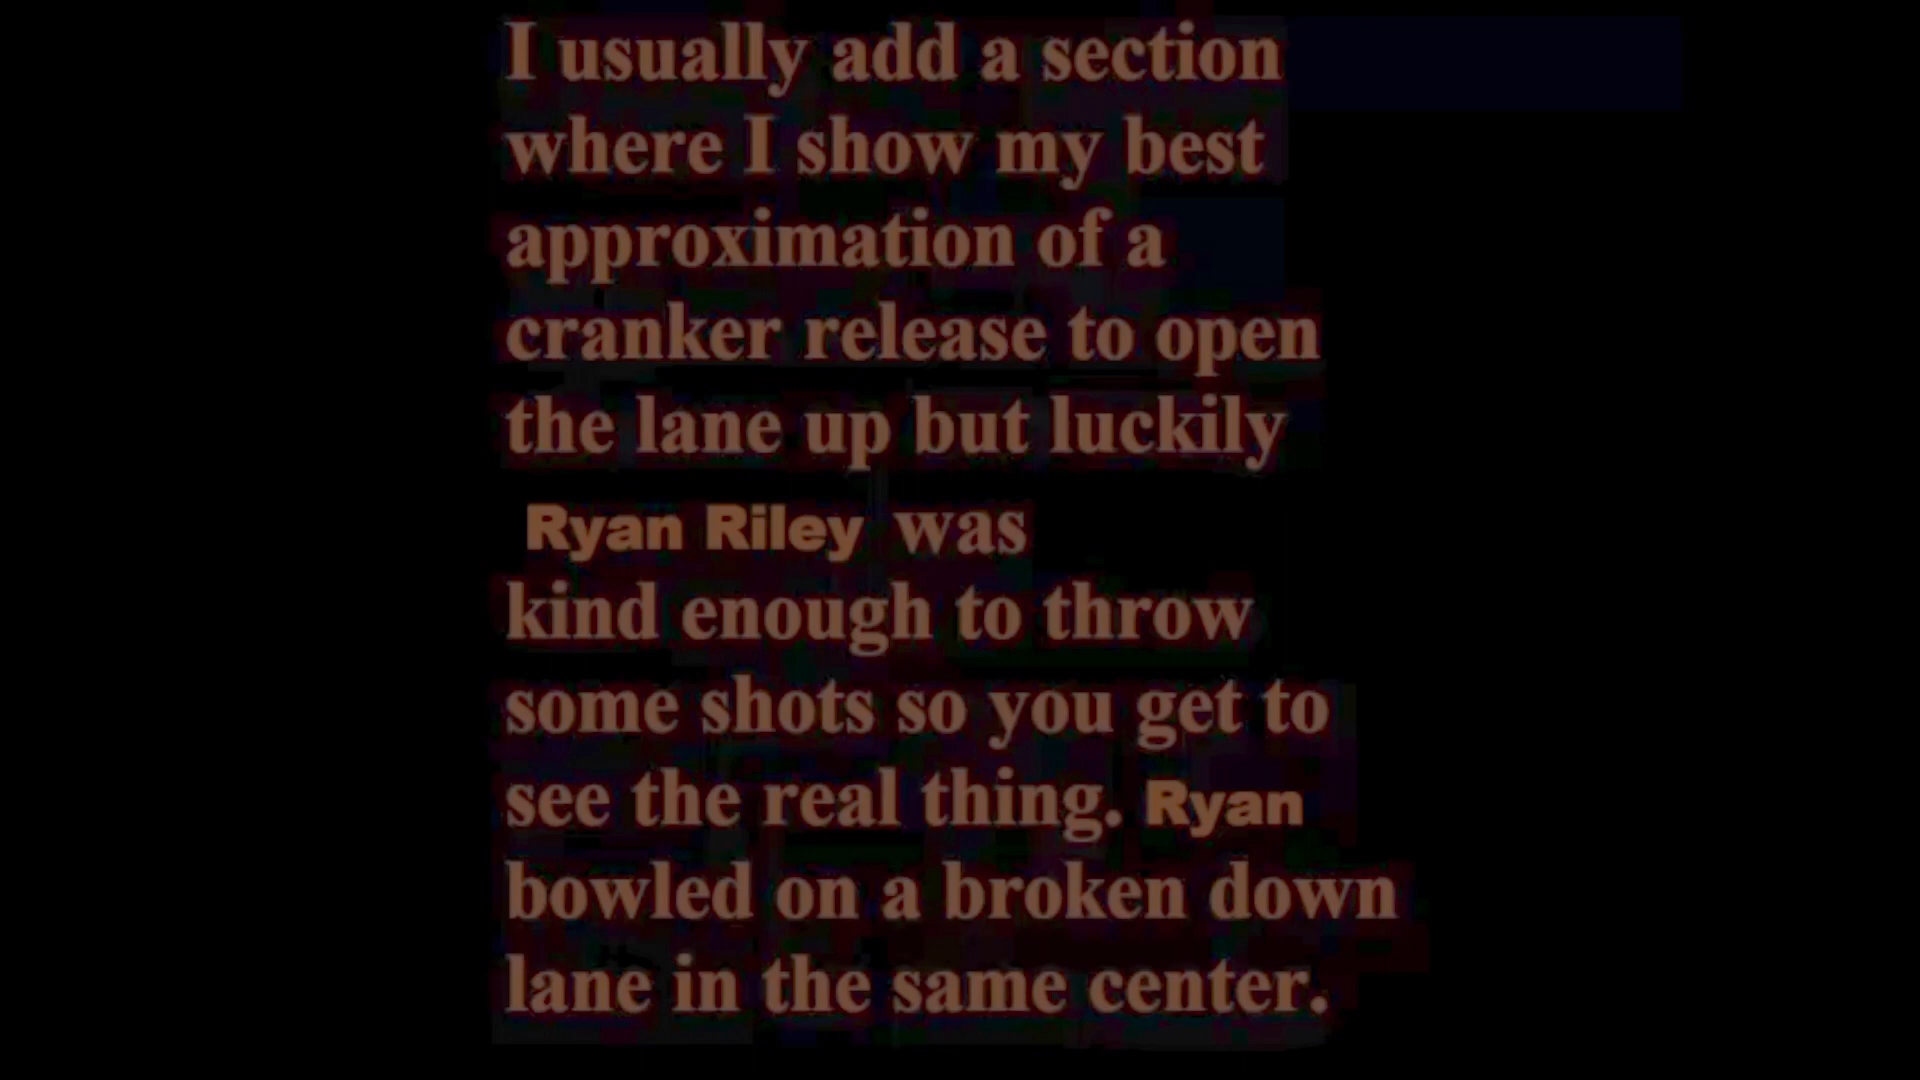 I usually add a section
where I show my best
approximation of a
cranker release to open
the lane up but luckily
Ryan Riley was
kind enough to throw
some shots so you get to
see the real thing. Ryan
bowled on a broken down
lane in the same center.